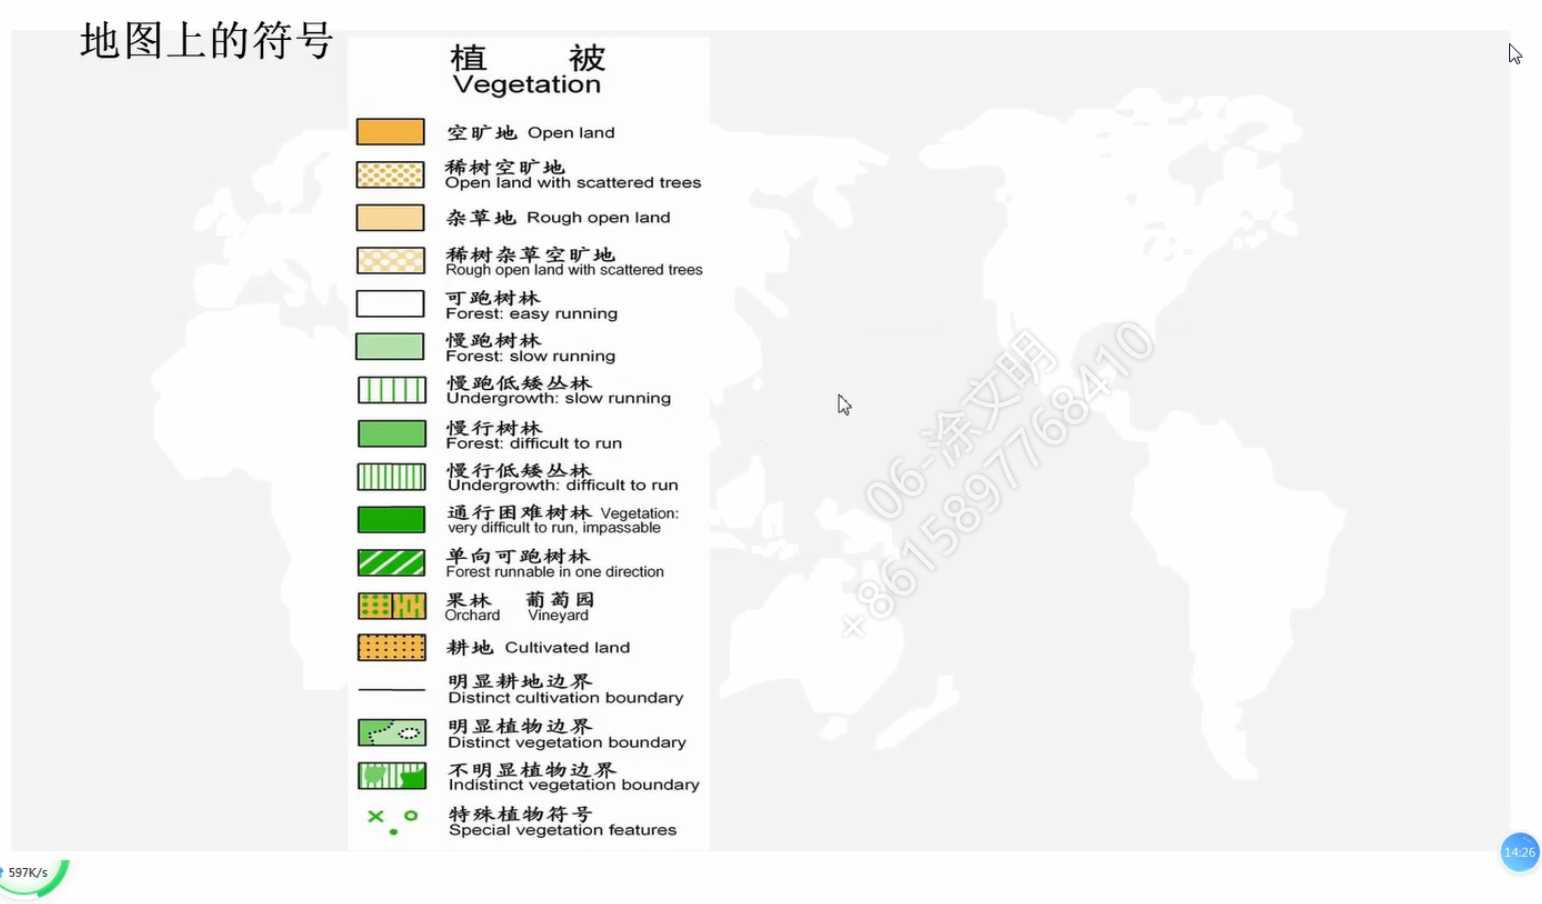 地图上的符号
植 被
Vegetation
空旷地 Open land
稀树空旷地
Open land with scattered trees
杂草地 Rough open land
稀树杂草空旷地
Rough open land with scattered trees
可跑树林
Forest: easy running
慢跑树林
Forest: slow running
慢跑低矮丛林
Undergrowth: slow running
慢行树林
Forest: difficult to run
慢行低矮丛林
Undergrowth: difficult to run
通行困难树林 Vegetation:
very difficult to run, impassable
单向可跑树林
Forest runnable in one direction
果林 葡萄园
Orchard Vineyard
耕地 Cultivated land
明显耕地边界
Distinct cultivation boundary
明显植物边界
Distinct vegetation boundary
不明显植物边界
Indistinct vegetation boundary
特殊植物符号
Special vegetation features
06-涂文明
+8615897768410
597K/s
14:26